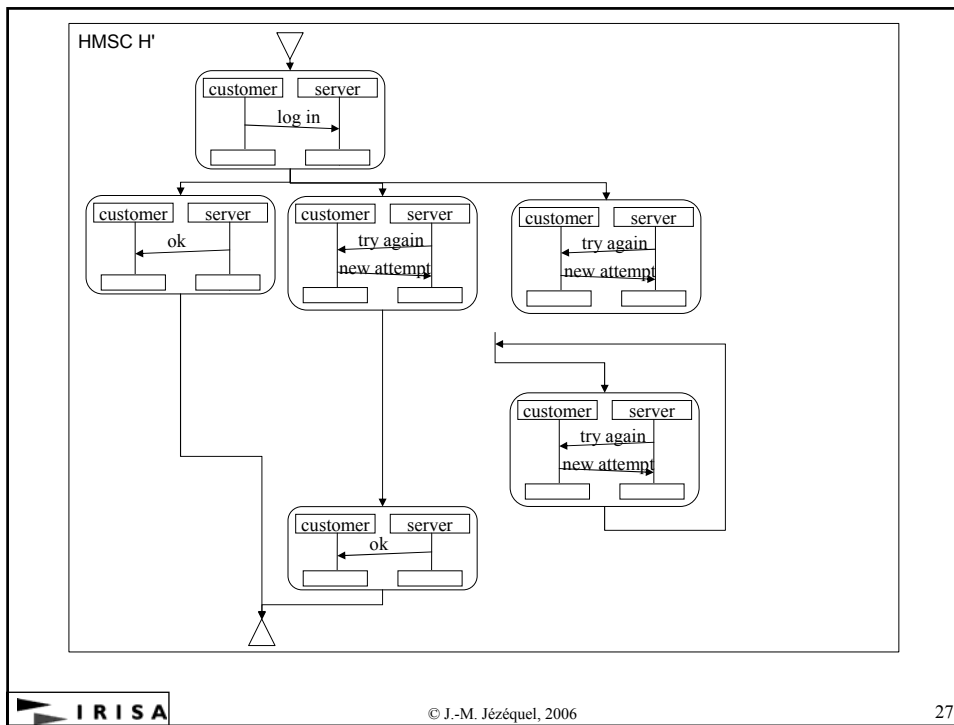 HMSC H'
customer server
log in
customer server
ok
customer server
try again
new attempt
customer server
try again
new attempt
customer server
try again
new attempt
customer server
ok
IRISA
© J.-M. Jézéquel, 2006
27